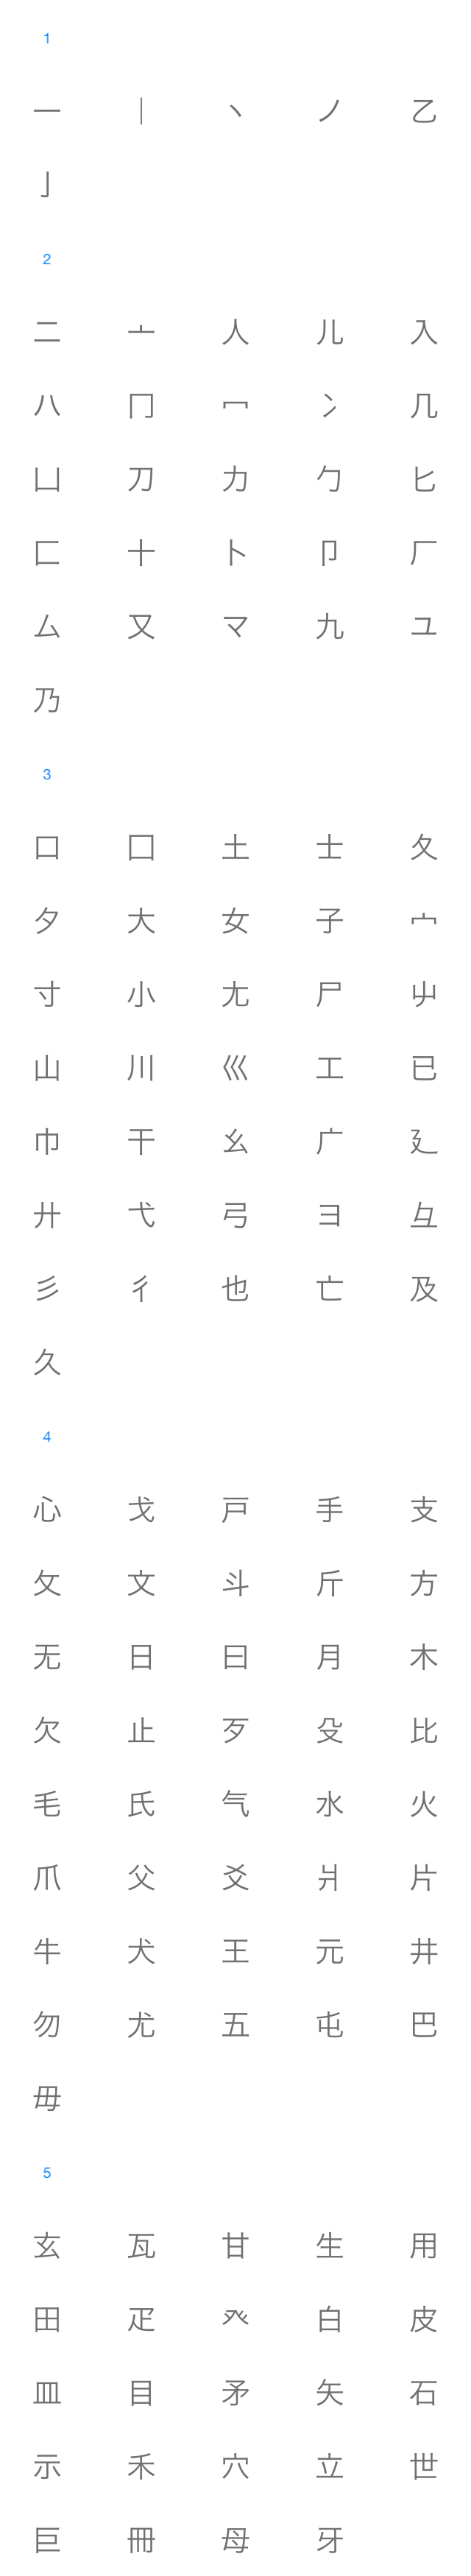 1
一 丨 丶 ノ 乙
亅
2
二 亠 人 儿 入
八 冂 冖 冫 几
凵 刀 力 勹 匕
匚 十 卜 卩 厂
厶 又 マ 九 ユ
乃
3
口 囗 土 士 夂
夕 大 女 子 宀
寸 小 尢 尸 屮
山 川 巛 工 已
巾 干 幺 广 廴
廾 弋 弓 ヨ 彑
彡 彳 也 亡 及
久
4
心 戈 戸 手 支
攵 文 斗 斤 方
无 日 曰 月 木
欠 止 歹 殳 比
毛 氏 气 水 火
爪 父 爻 爿 片
牛 犬 王 元 井
勿 尤 五 屯 巴
毋
5
玄 瓦 甘 生 用
田 疋 癶 白 皮
皿 目 矛 矢 石
示 禾 穴 立 世
巨 冊 母 牙